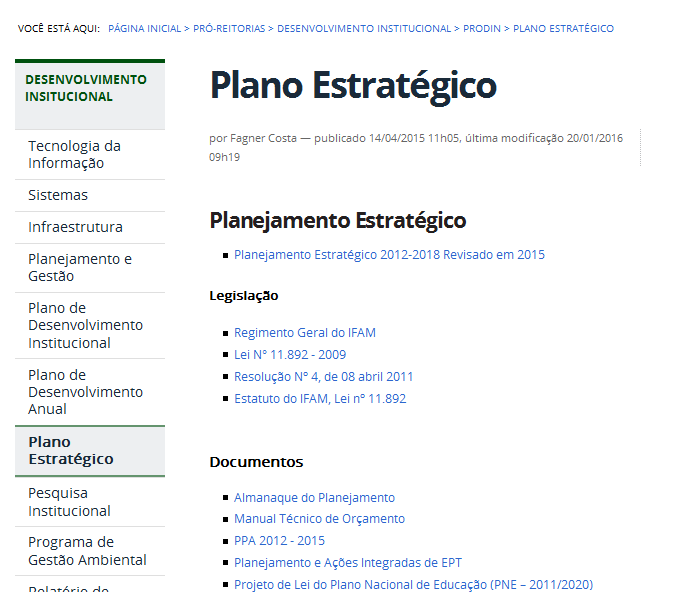 VOCÊ ESTÁ AQUI: PÁGINA INICIAL > PRÓ-REITORIAS > DESENVOLVIMENTO INSTITUCIONAL > PRODIN > PLANO ESTRATÉGICO
DESENVOLVIMENTO
INSITUCIONAL
Tecnologia da
Informação
Sistemas
Infraestrutura
Planejamento e
Gestão
Plano de
Desenvolvimento
Institucional
Plano de
Desenvolvimento
Anual
Plano
Estratégico
Pesquisa
Institucional
Programa de
Gestão Ambiental
Relatório de
Plano Estratégico
por Fagner Costa — publicado 14/04/2015 11h05, última modificação 20/01/2016
09h19
Planejamento Estratégico
Planejamento Estratégico 2012-2018 Revisado em 2015
Legislação
Regimento Geral do IFAM
Lei N° 11.892 - 2009
Resolução Nº 4, de 08 abril 2011
Estatuto do IFAM, Lei nº 11.892
Documentos
Almanaque do Planejamento
Manual Técnico de Orçamento
PPA 2012 - 2015
Planejamento e Ações Integradas de EPT
Projeto de Lei do Plano Nacional de Educação (PNE – 2011/2020)